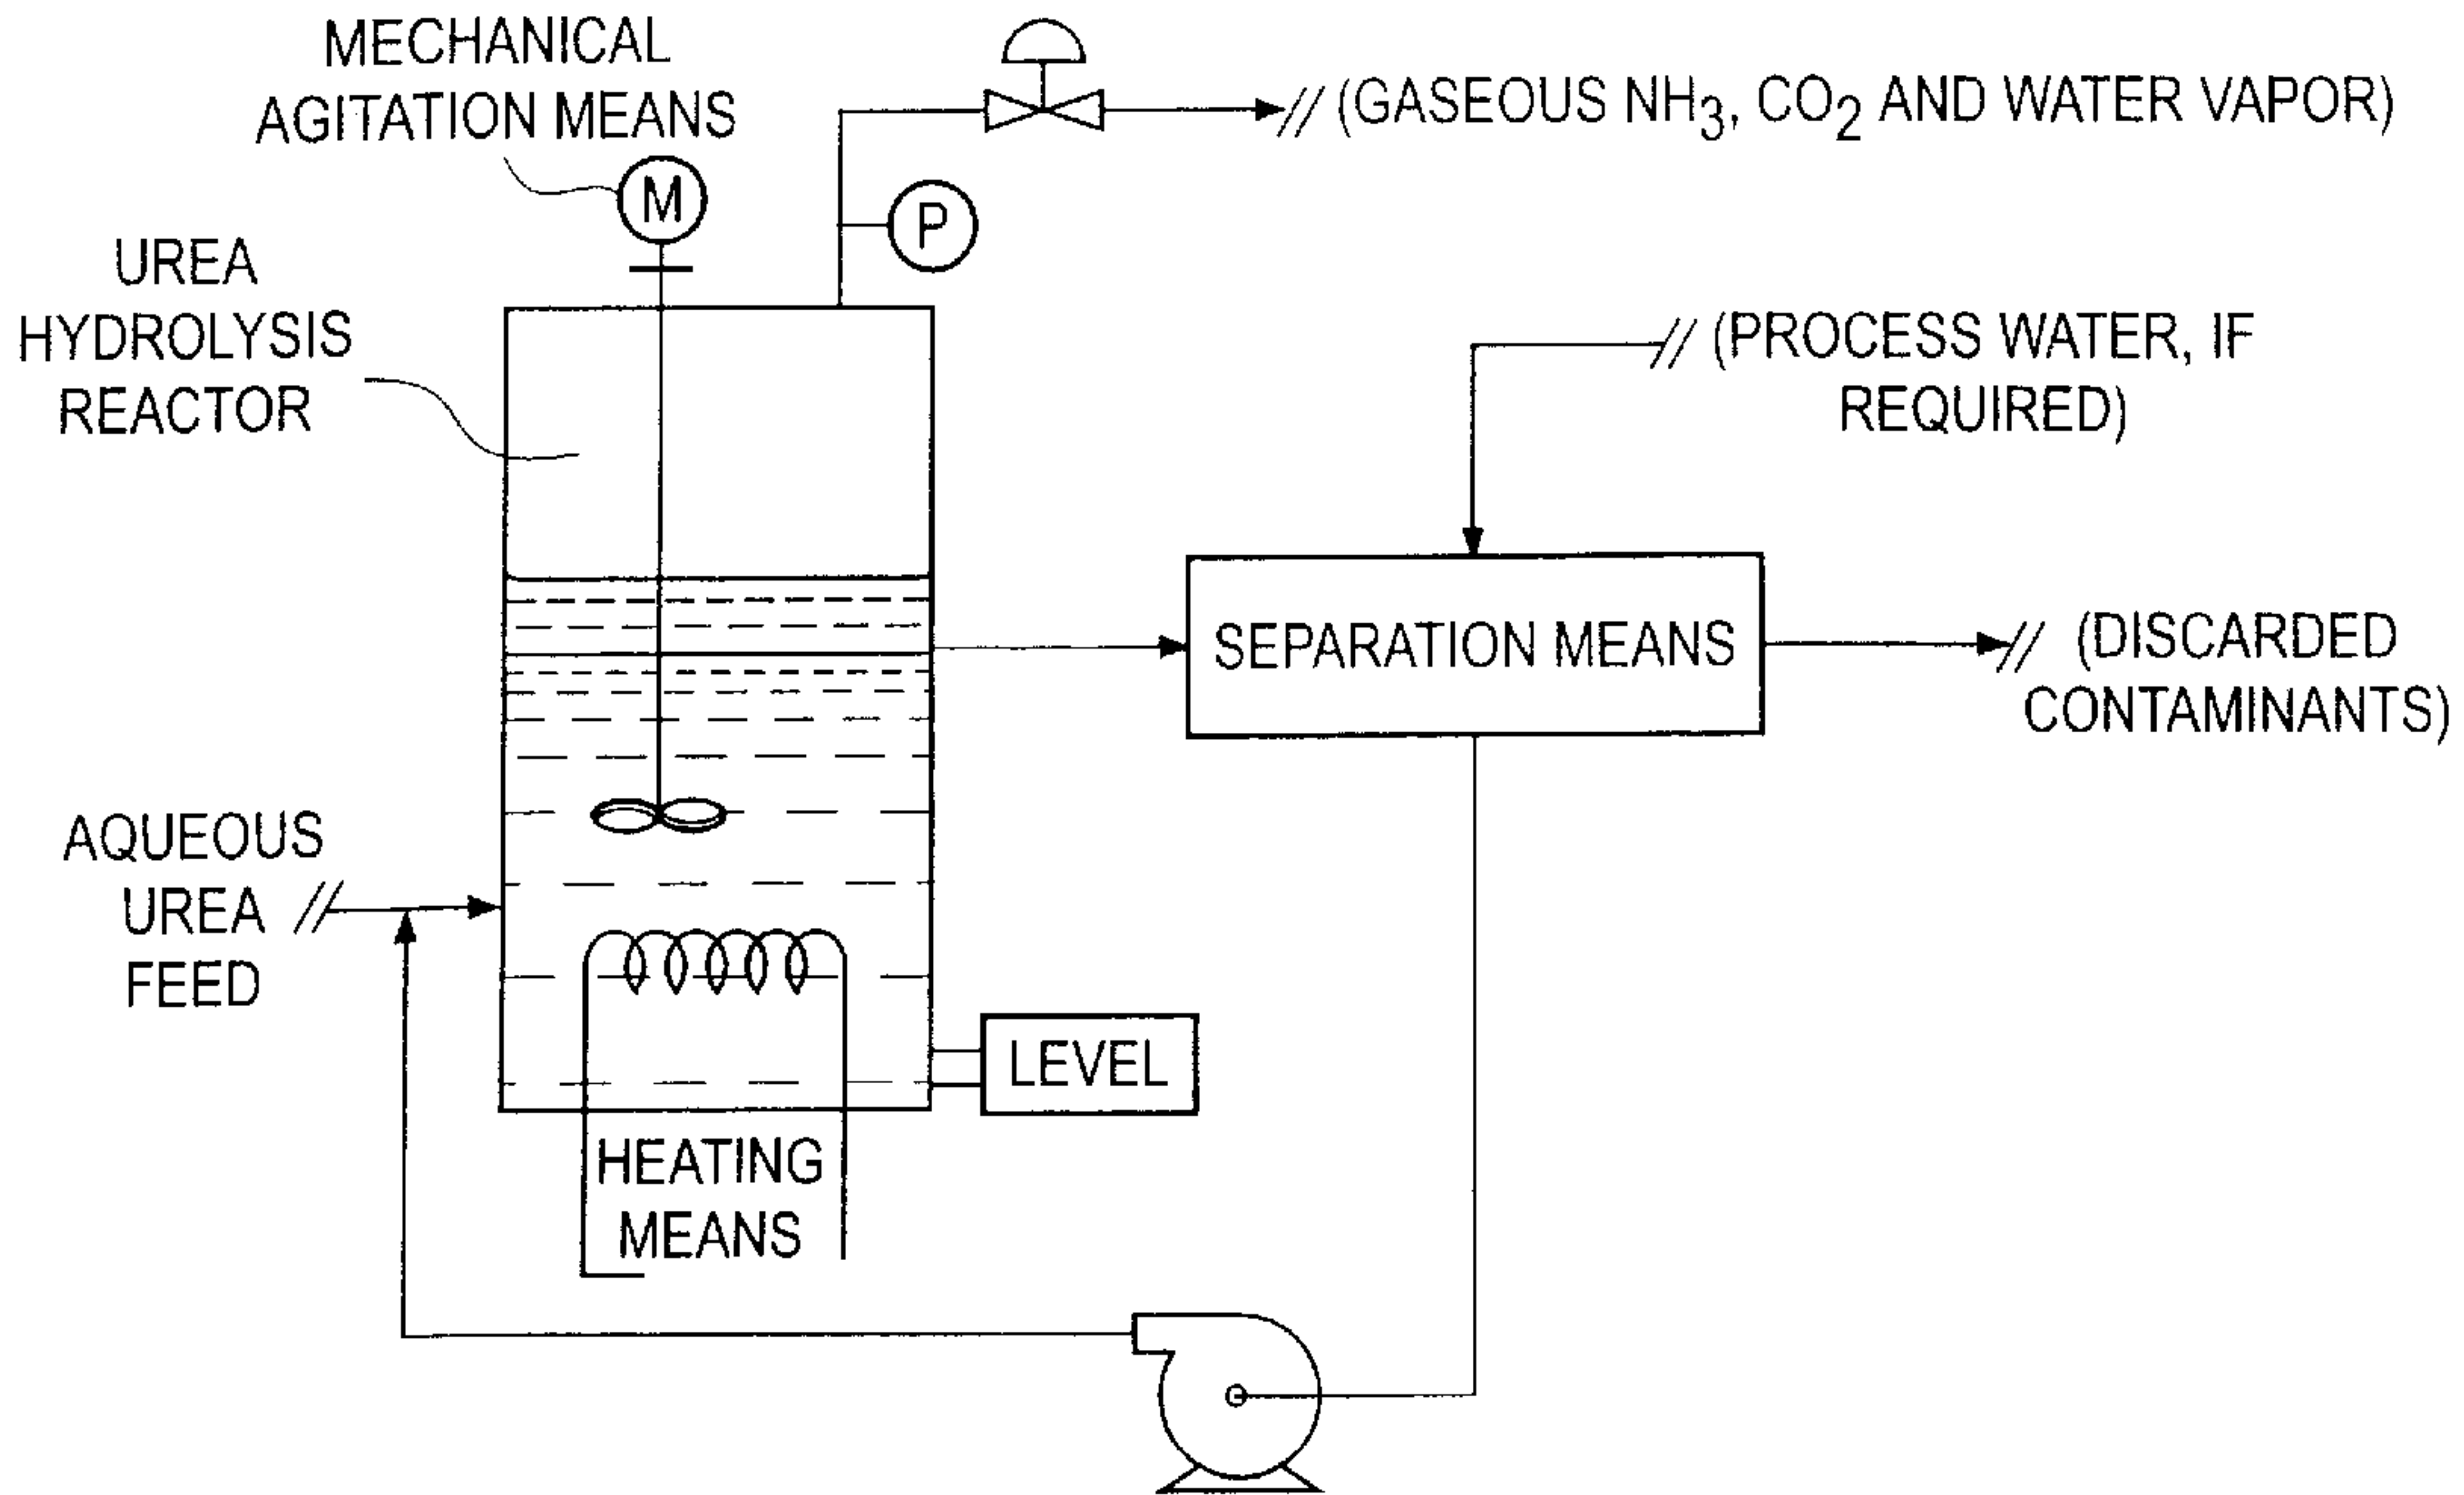 MECHANICAL
AGITATION MEANS
M
(GASEOUS NH₃, CO₂ AND WATER VAPOR)
P
UREA
HYDROLYSIS
REACTOR
(PROCESS WATER, IF
REQUIRED)
SEPARATION MEANS
(DISCARDED
CONTAMINANTS)
AQUEOUS
UREA
FEED
LEVEL
HEATING
MEANS